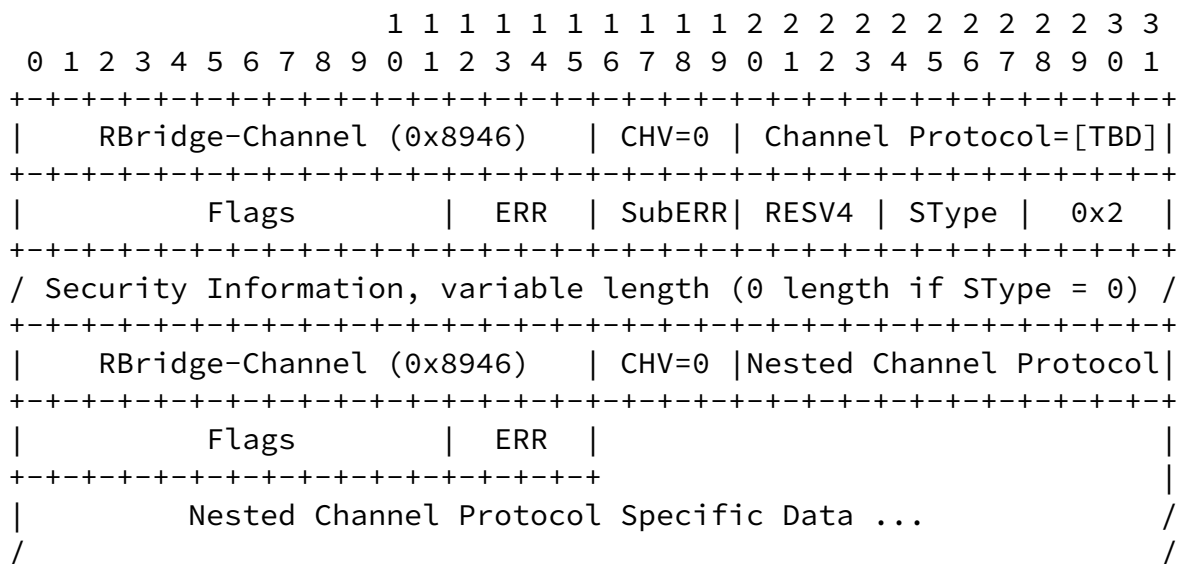 1 1 1 1 1 1 1 1 1 1 2 2 2 2 2 2 2 2 2 2 3 3
 0 1 2 3 4 5 6 7 8 9 0 1 2 3 4 5 6 7 8 9 0 1 2 3 4 5 6 7 8 9 0 1
+-+-+-+-+-+-+-+-+-+-+-+-+-+-+-+-+-+-+-+-+-+-+-+-+-+-+-+-+-+-+-+-+
|    RBridge-Channel (0x8946)   | CHV=0 | Channel Protocol=[TBD]|
+-+-+-+-+-+-+-+-+-+-+-+-+-+-+-+-+-+-+-+-+-+-+-+-+-+-+-+-+-+-+-+-+
|          Flags        |  ERR  | SubERR| RESV4 | SType |  0x2  |
+-+-+-+-+-+-+-+-+-+-+-+-+-+-+-+-+-+-+-+-+-+-+-+-+-+-+-+-+-+-+-+-+
/ Security Information, variable length (0 length if SType = 0) /
+-+-+-+-+-+-+-+-+-+-+-+-+-+-+-+-+-+-+-+-+-+-+-+-+-+-+-+-+-+-+-+-+
|    RBridge-Channel (0x8946)   | CHV=0 |Nested Channel Protocol|
+-+-+-+-+-+-+-+-+-+-+-+-+-+-+-+-+-+-+-+-+-+-+-+-+-+-+-+-+-+-+-+-+
|          Flags        |  ERR  |                               |
+-+-+-+-+-+-+-+-+-+-+-+-+-+-+-+-+                               |
|         Nested Channel Protocol Specific Data ...             /
/                                                               /